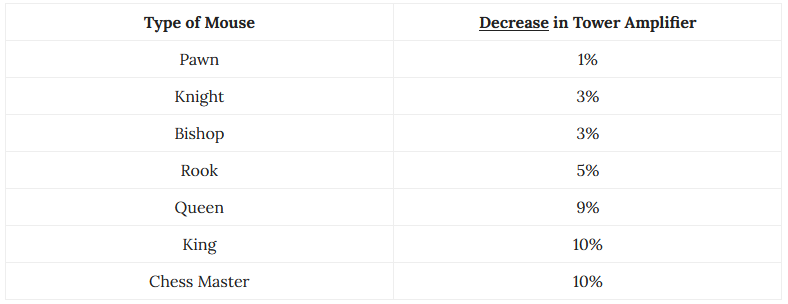 Type of Mouse Decrease in Tower Amplifier
Pawn 1%
Knight 3%
Bishop 3%
Rook 5%
Queen 9%
King 10%
Chess Master 10%